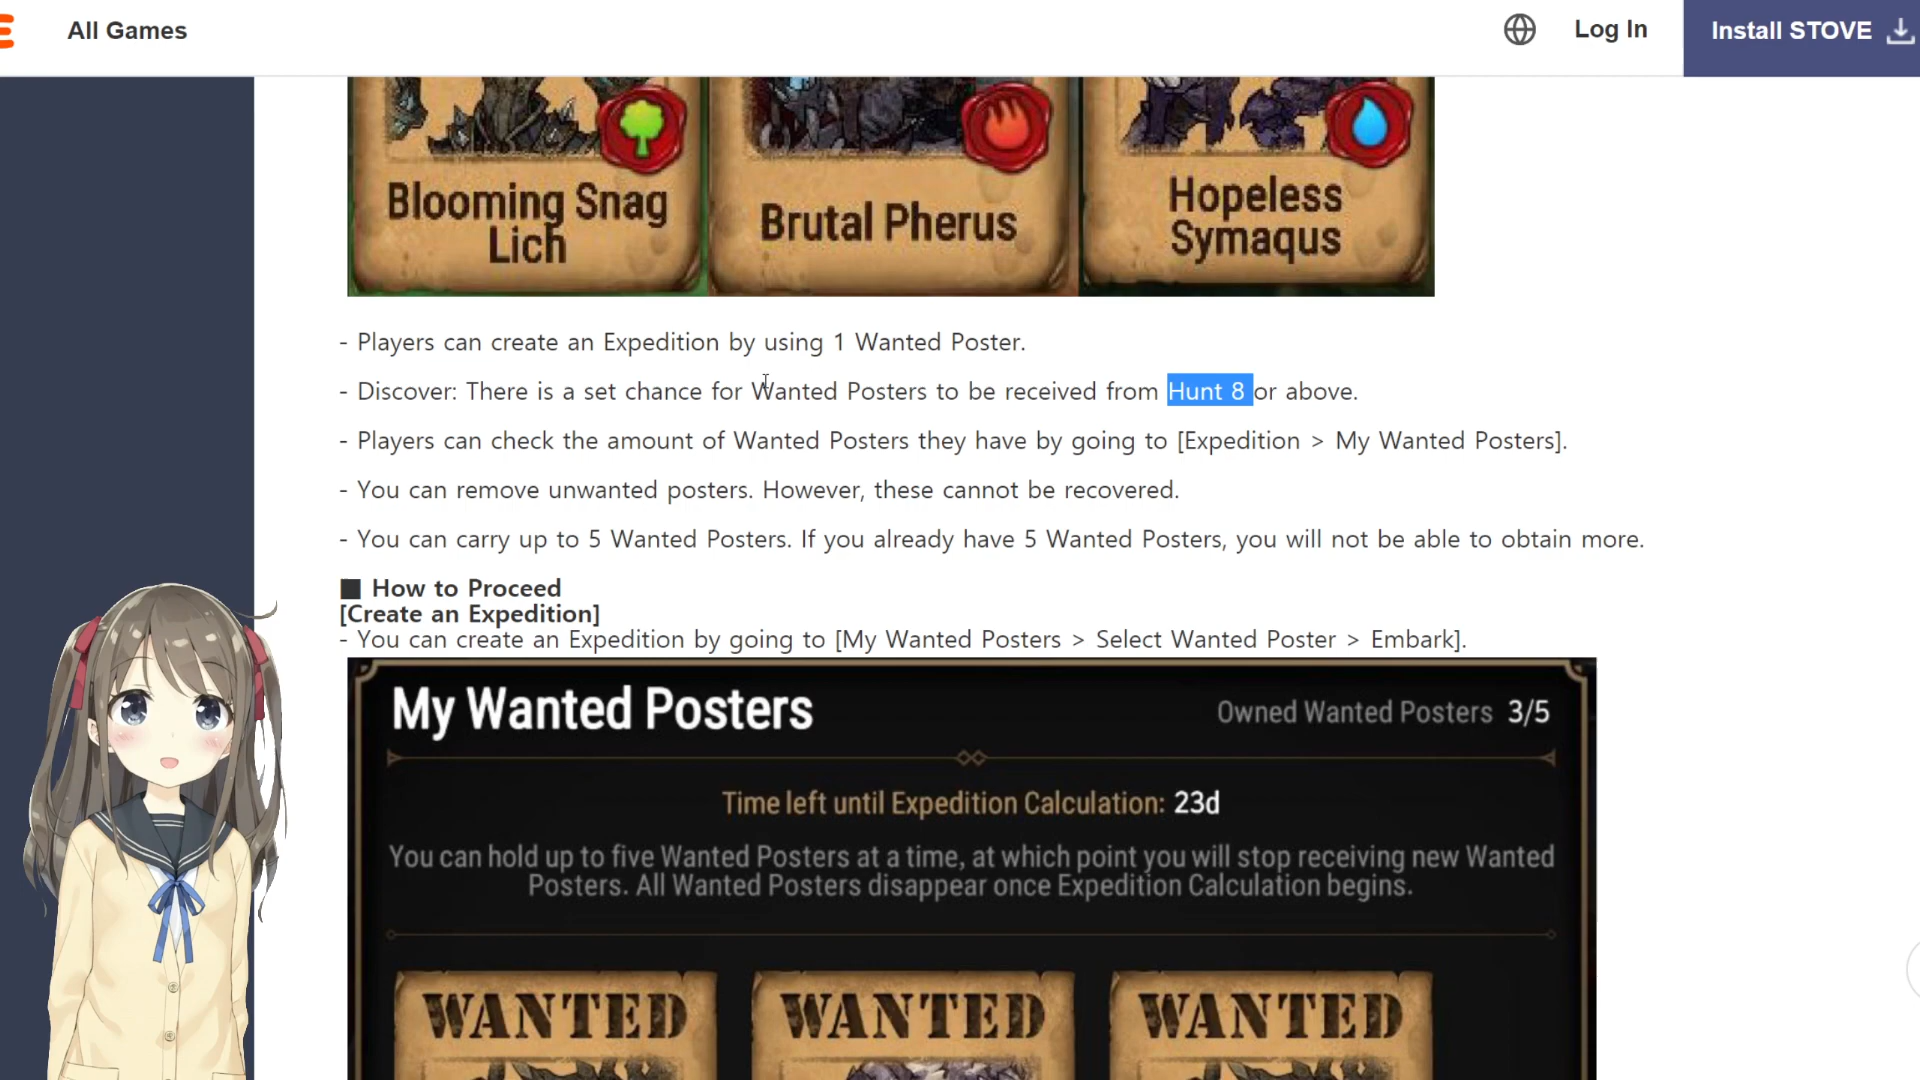 All Games
Log In
Install STOVE
Blooming Snag
Lich
Brutal Pherus
Hopeless
Symaqus
- Players can create an Expedition by using 1 Wanted Poster.
- Discover: There is a set chance for Wanted Posters to be received from Hunt 8 or above.
- Players can check the amount of Wanted Posters they have by going to [Expedition > My Wanted Posters].
- You can remove unwanted posters. However, these cannot be recovered.
- You can carry up to 5 Wanted Posters. If you already have 5 Wanted Posters, you will not be able to obtain more.
■ How to Proceed
[Create an Expedition]
- You can create an Expedition by going to [My Wanted Posters > Select Wanted Poster > Embark].
My Wanted Posters
Owned Wanted Posters 3/5
Time left until Expedition Calculation: 23d
You can hold up to five Wanted Posters at a time, at which point you will stop receiving new Wanted
Posters. All Wanted Posters disappear once Expedition Calculation begins.
WANTED
WANTED
WANTED